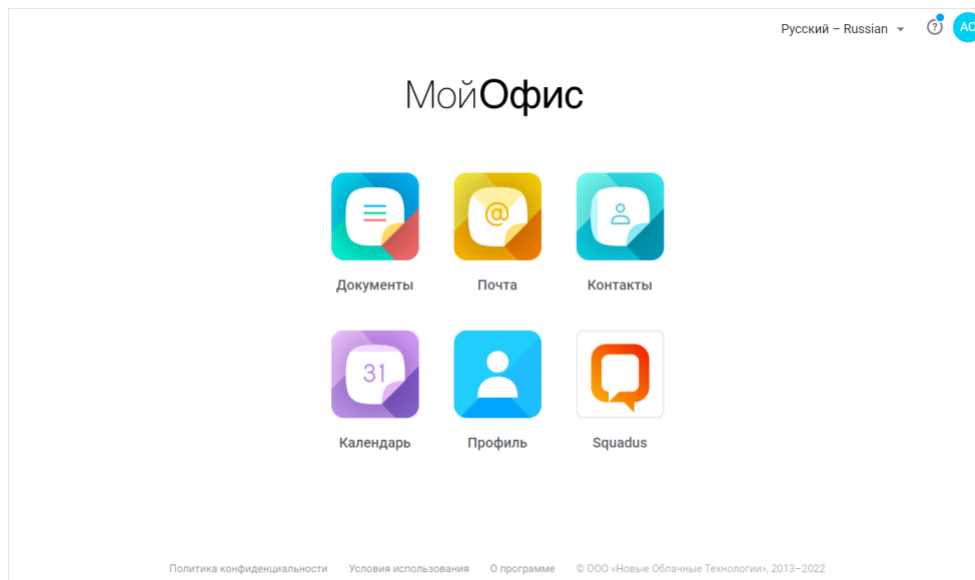 Русский – Russian
AC
МойОфис
@
Документы
Почта
Контакты
31
Календарь
Профиль
Squadus
Политика конфиденциальности Условия использования О программе © ООО «Новые Облачные Технологии», 2013–2022